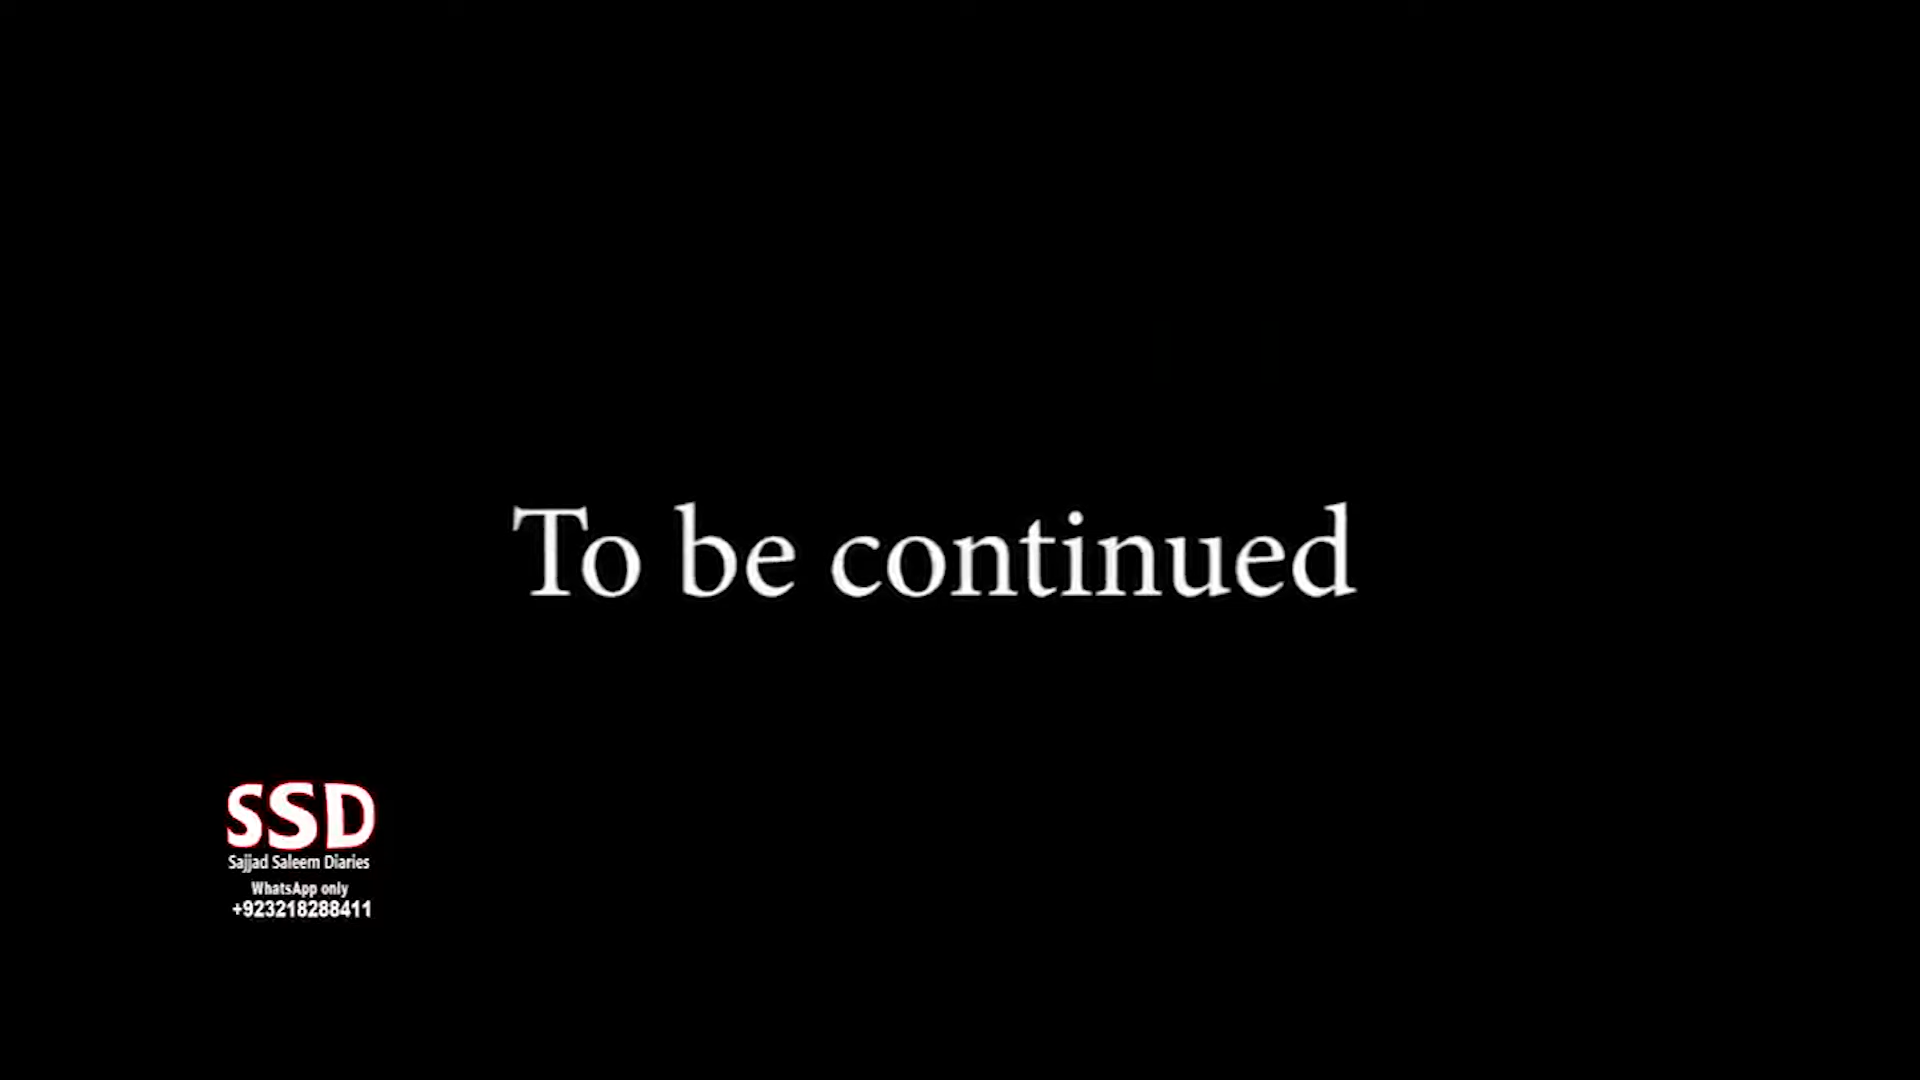 To be continued
SSD
Sajjad Saleem Diaries
WhatsApp only
+923218288411